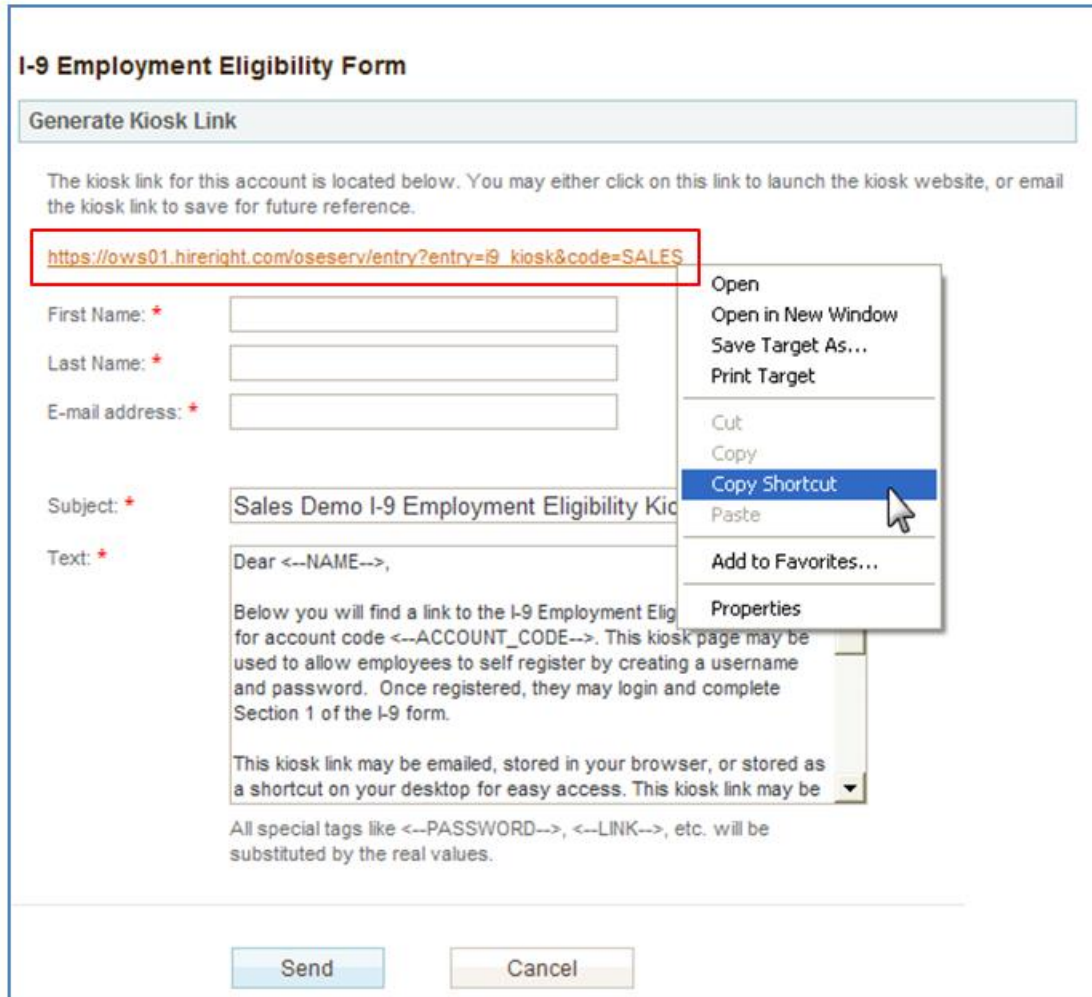 I-9 Employment Eligibility Form
Generate Kiosk Link
The kiosk link for this account is located below. You may either click on this link to launch the kiosk website, or email
the kiosk link to save for future reference.
https://ows01.hireright.com/oseserv/entry?entry=i9_kiosk&code=SALES
First Name: *
Last Name: *
E-mail address: *
Open
Open in New Window
Save Target As...
Print Target
Cut
Copy
Copy Shortcut
Paste
Add to Favorites...
Properties
Subject: *
Sales Demo I-9 Employment Eligibility Kio
Text: *
Dear <--NAME-->,
Below you will find a link to the I-9 Employment Elig
for account code <--ACCOUNT_CODE-->. This kiosk page may be
used to allow employees to self register by creating a username
and password.  Once registered, they may login and complete
Section 1 of the I-9 form.
This kiosk link may be emailed, stored in your browser, or stored as
a shortcut on your desktop for easy access. This kiosk link may be
All special tags like <--PASSWORD-->, <--LINK-->, etc. will be
substituted by the real values.
Send
Cancel